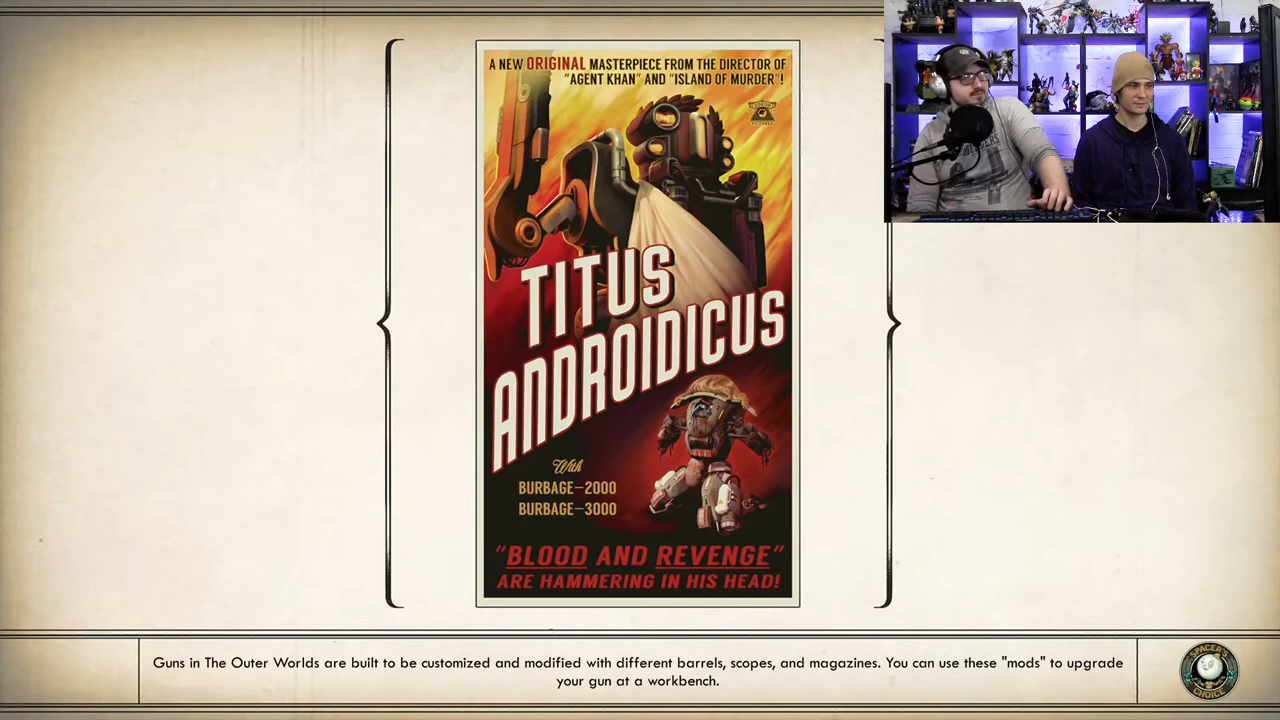 A NEW ORIGINAL MASTERPIECE FROM THE DIRECTOR OF
"AGENT KHAN" AND "ISLAND OF MURDER"!
TITUS
ANDROIDICUS
With
BURBAGE-2000
BURBAGE-3000
"BLOOD AND REVENGE"
ARE HAMMERING IN HIS HEAD!
Guns in The Outer Worlds are built to be customized and modified with different barrels, scopes, and magazines. You can use these "mods" to upgrade
your gun at a workbench.
SPACER'S
CHOICE